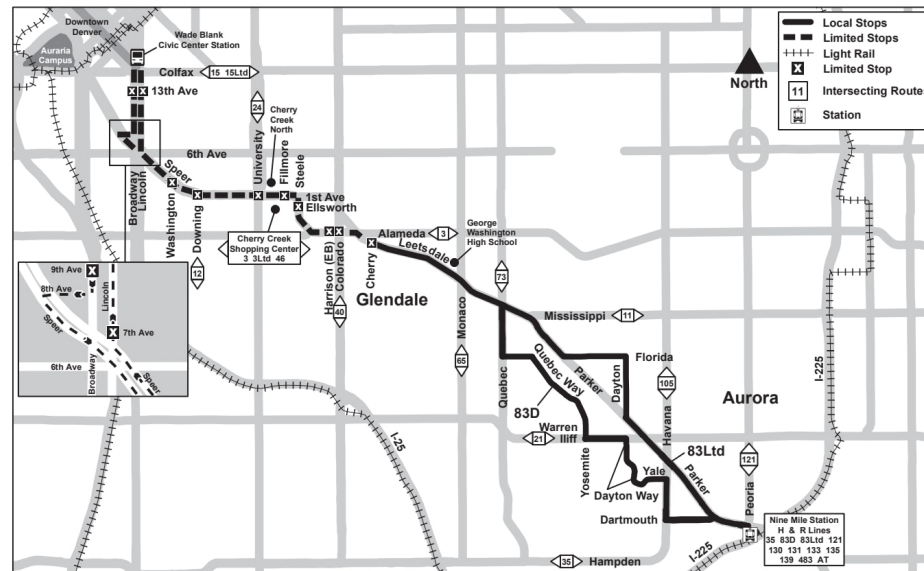 Downtown
Denver
Wade Blank
Civic Center Station
Auraria
Campus
Colfax
15 15Ltd
13th Ave
24
Cherry
Creek
North
6th Ave
Speer
University
Fillmore
Steele
1st Ave
Ellsworth
Broadway
Lincoln
Washington
Downing
12
Cherry Creek
Shopping Center
3 3Ltd 46
Harrison (EB)
Colorado
40
Cherry
Alameda
3
Leetsdale
George
Washington
High School
Glendale
Monaco
65
73
Mississippi
11
Quebec
Quebec Way
Parker
Florida
Dayton
105
Havana
Aurora
I-225
83D
Warren
Iliff
21
83Ltd
Yosemite
Yale
Dayton Way
Parker
121
Peoria
Dartmouth
Nine Mile Station
H & R Lines
35 83D 83Ltd 121
130 131 133 135
139 483 AT
I-225
35
Hampden
I-25
9th Ave
8th Ave
Lincoln
Speer
7th Ave
6th Ave
Broadway
Speer
North
Local Stops
Limited Stops
Light Rail
X
Limited Stop
11
Intersecting Routes
Station